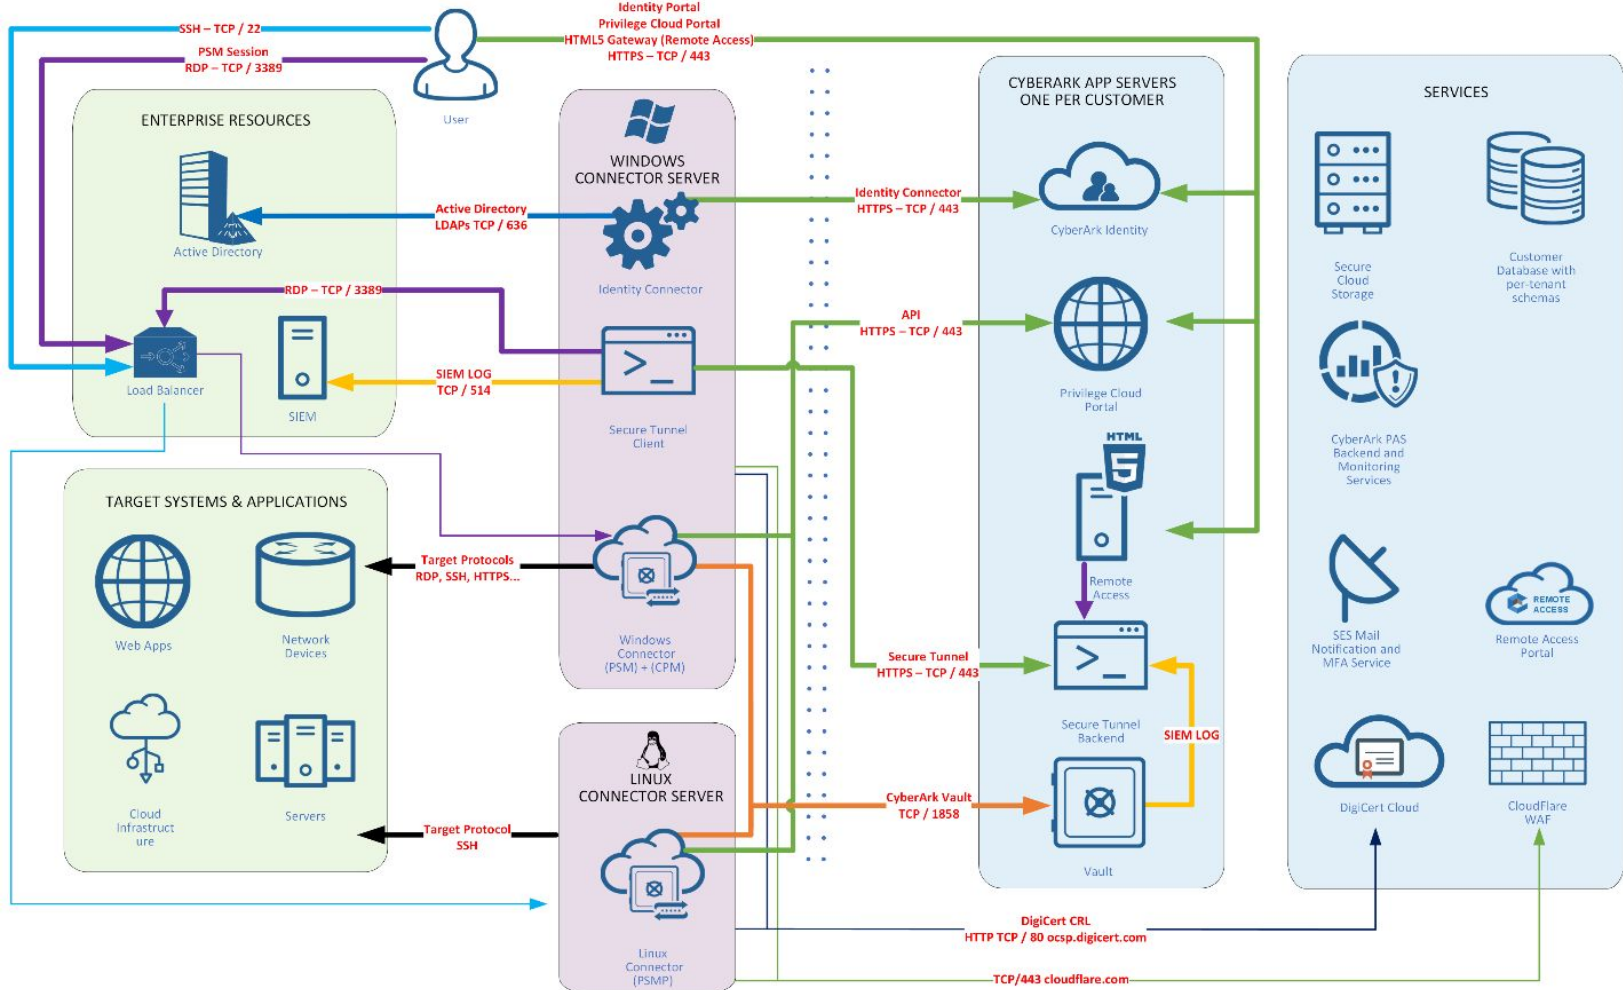 Identity Portal
Privilege Cloud Portal
HTML5 Gateway (Remote Access)
HTTPS – TCP / 443
SSH – TCP / 22
PSM Session
RDP – TCP / 3389
User
ENTERPRISE RESOURCES
Active Directory
Active Directory
LDAPs TCP / 636
RDP – TCP / 3389
Load Balancer
SIEM
SIEM LOG
TCP / 514
WINDOWS
CONNECTOR SERVER
Identity Connector
Secure Tunnel
Client
Windows
Connector
(PSM) + (CPM)
TARGET SYSTEMS & APPLICATIONS
Web Apps
Network
Devices
Cloud
Infrastruct
ure
Servers
Target Protocols
RDP, SSH, HTTPS...
Target Protocol
SSH
LINUX
CONNECTOR SERVER
Linux
Connector
(PSMP)
Identity Connector
HTTPS – TCP / 443
API
HTTPS – TCP / 443
Secure Tunnel
HTTPS – TCP / 443
CyberArk Vault
TCP / 1858
CYBERARK APP SERVERS
ONE PER CUSTOMER
CyberArk Identity
Privilege Cloud
Portal
HTML
5
Remote
Access
Secure Tunnel
Backend
SIEM LOG
Vault
SERVICES
Secure
Cloud
Storage
Customer
Database with
per-tenant
schemas
CyberArk PAS
Backend and
Monitoring
Services
SES Mail
Notification and
MFA Service
REMOTE
ACCESS
Remote Access
Portal
DigiCert Cloud
CloudFlare
WAF
DigiCert CRL
HTTP TCP / 80 ocsp.digicert.com
TCP/443 cloudflare.com